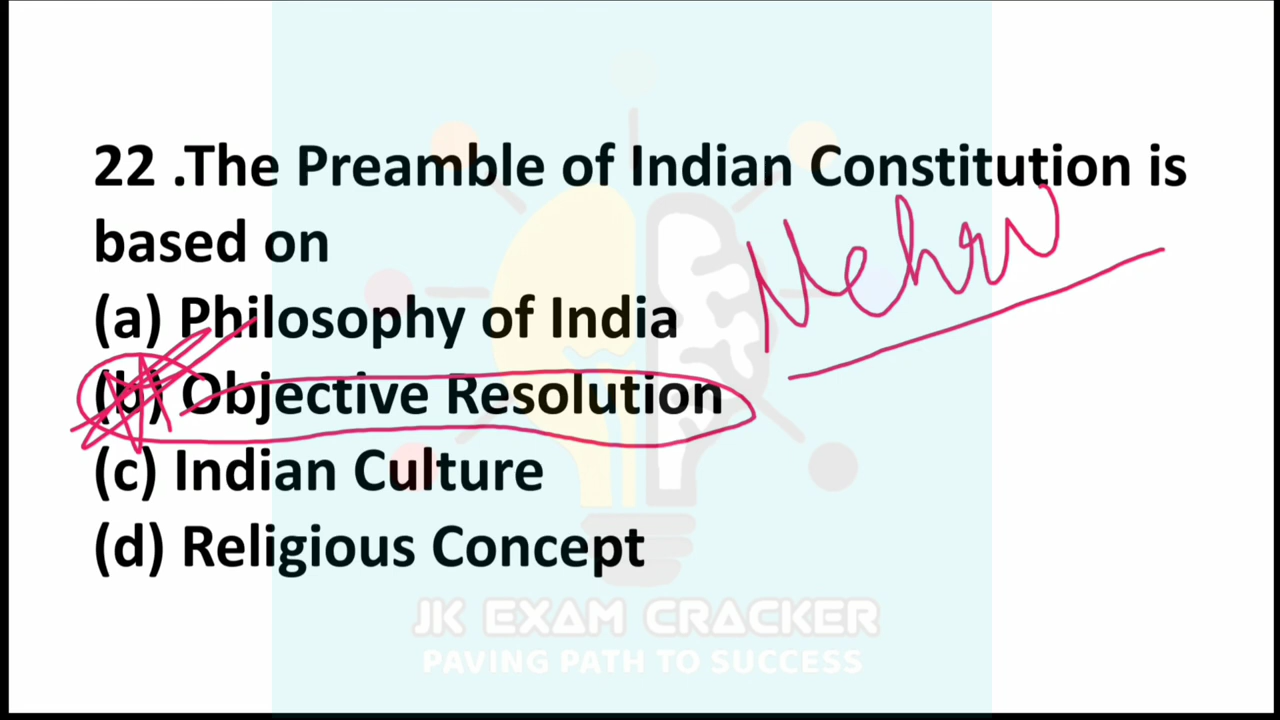 22 .The Preamble of Indian Constitution is
based on
Nehru
(a) Philosophy of India
(b) Objective Resolution
(c) Indian Culture
(d) Religious Concept
JK EXAM CRACKER
PAVING PATH TO SUCCESS